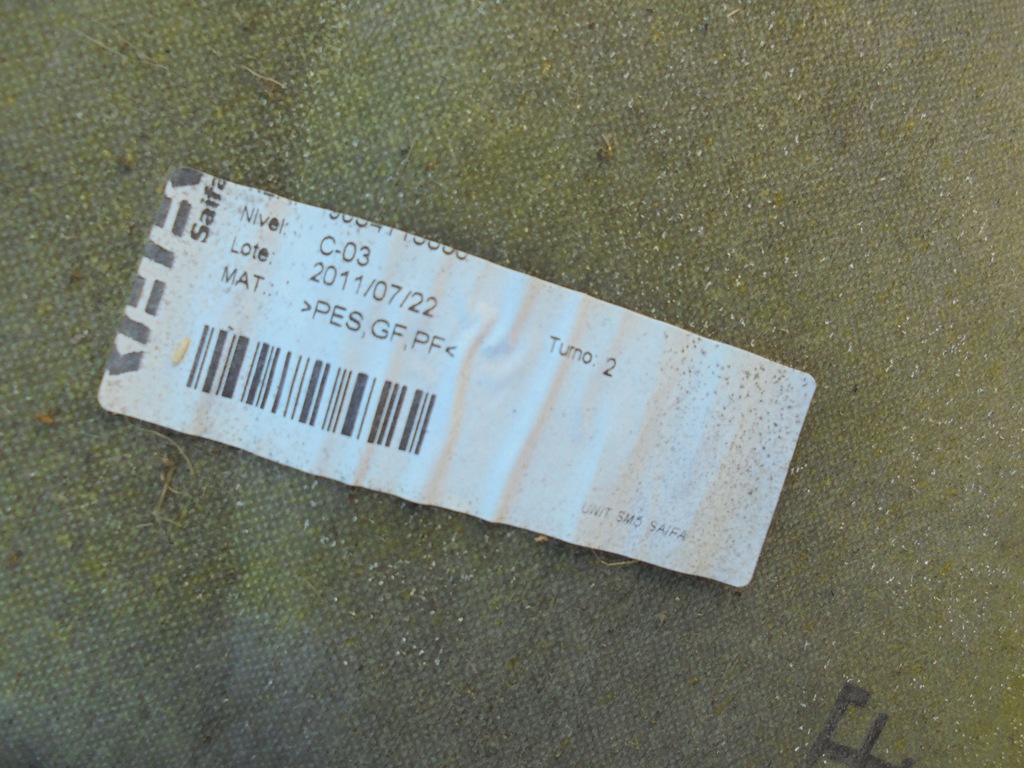 Saifa
Nivel: C-03
Lote: 2011/07/22
MAT.: >PES,GF,PF<
Turno: 2
UNIT SM5 SAIFA
F